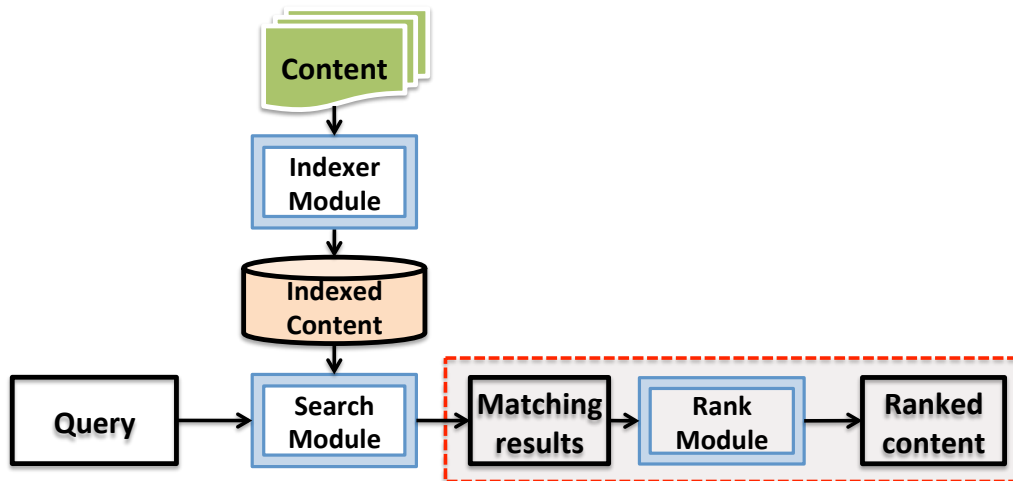 Content
Indexer
Module
Indexed
Content
Query
Search
Module
Matching
results
Rank
Module
Ranked
content